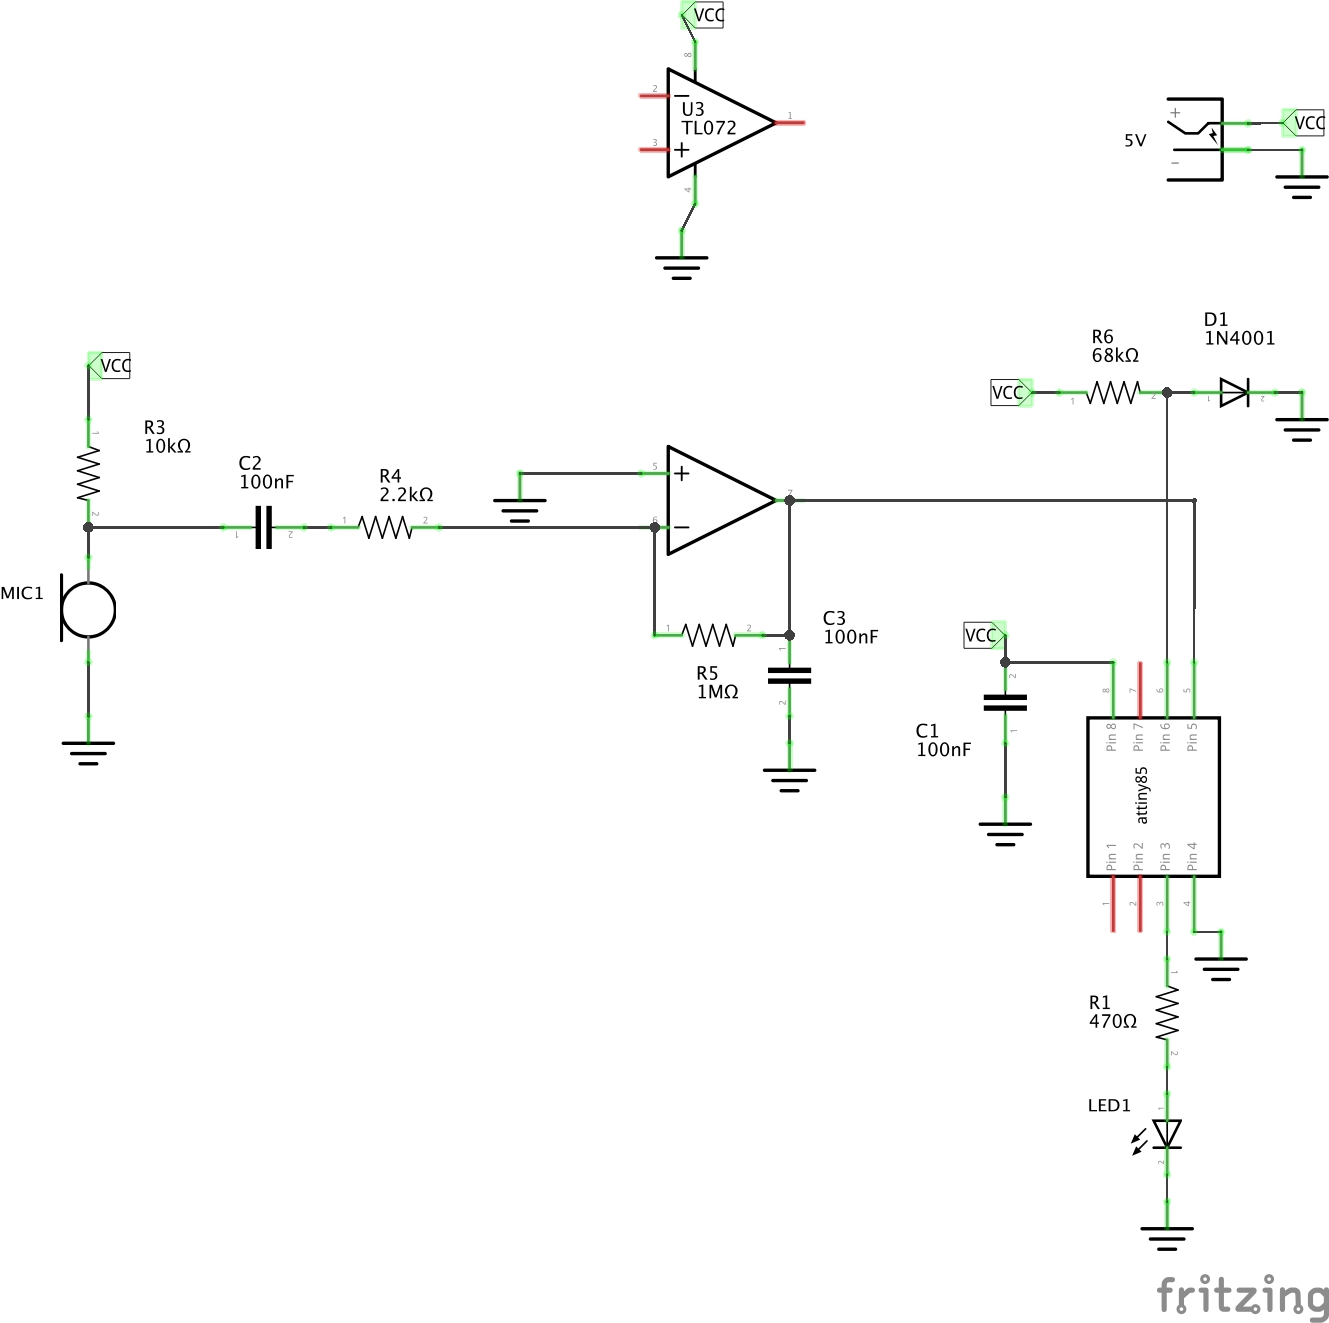 VCC
8
2
−
U3
TL072
1
3
+
4
+
5V
−
VCC
VCC
R3
10kΩ
1
2
C2
100nF
1
2
R4
2.2kΩ
1
2
MIC1
5
+
7
6
−
1
2
R5
1MΩ
C3
100nF
1
2
R6
68kΩ
VCC
1
2
D1
1N4001
1
2
VCC
2
C1
100nF
1
8
7
6
5
Pin 8
Pin 7
Pin 6
Pin 5
attiny85
Pin 1
Pin 2
Pin 3
Pin 4
1
2
3
4
R1
470Ω
1
2
LED1
1
2
fritzing